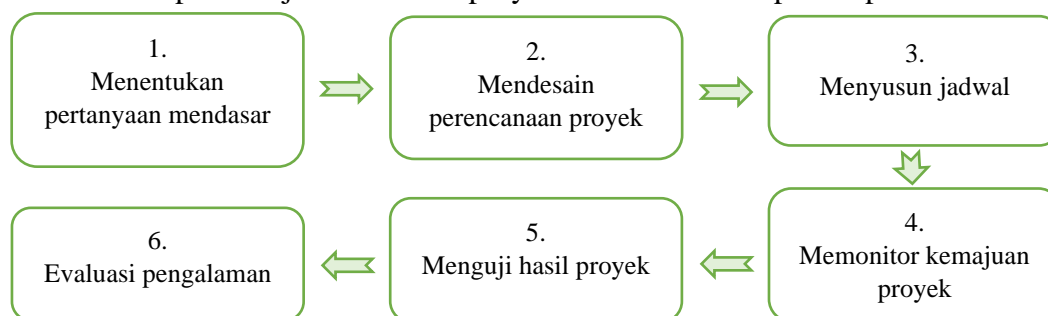 1.
Menentukan
pertanyaan mendasar
2.
Mendesain
perencanaan proyek
3.
Menyusun jadwal
4.
Memonitor kemajuan
proyek
5.
Menguji hasil proyek
6.
Evaluasi pengalaman